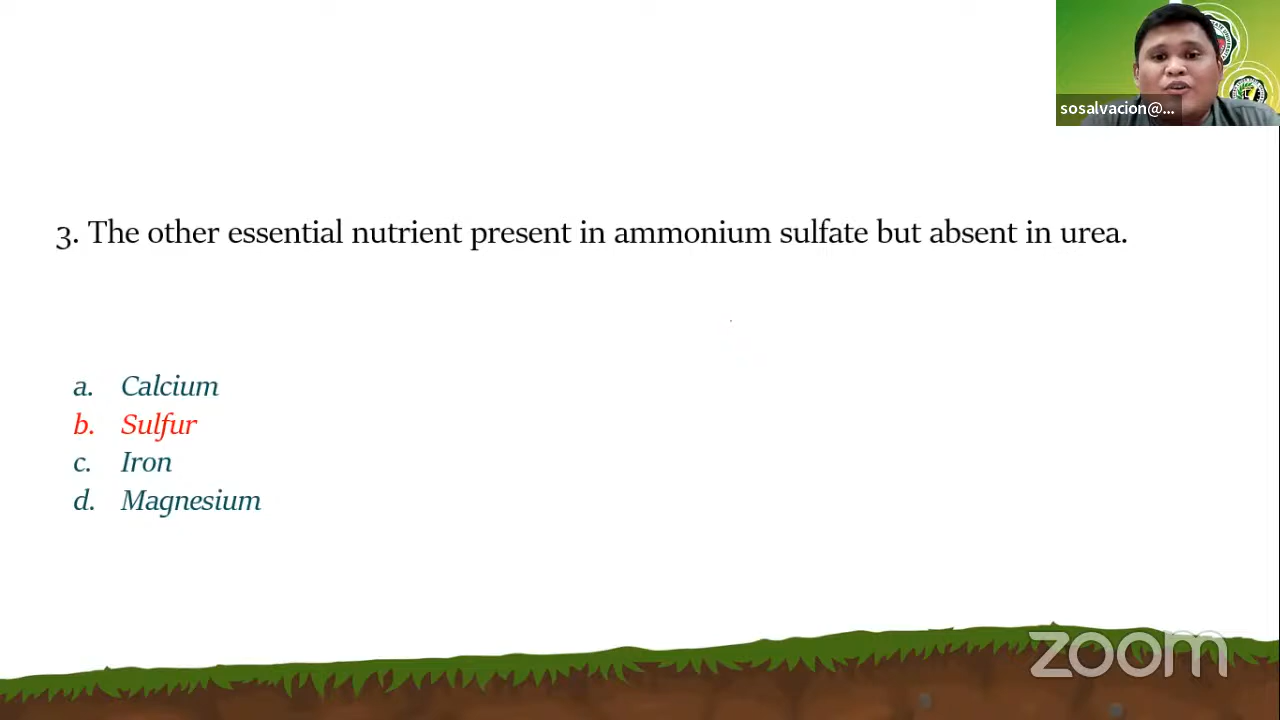 sosalvacion@...
3. The other essential nutrient present in ammonium sulfate but absent in urea.
a. Calcium
b. Sulfur
c. Iron
d. Magnesium
zoom